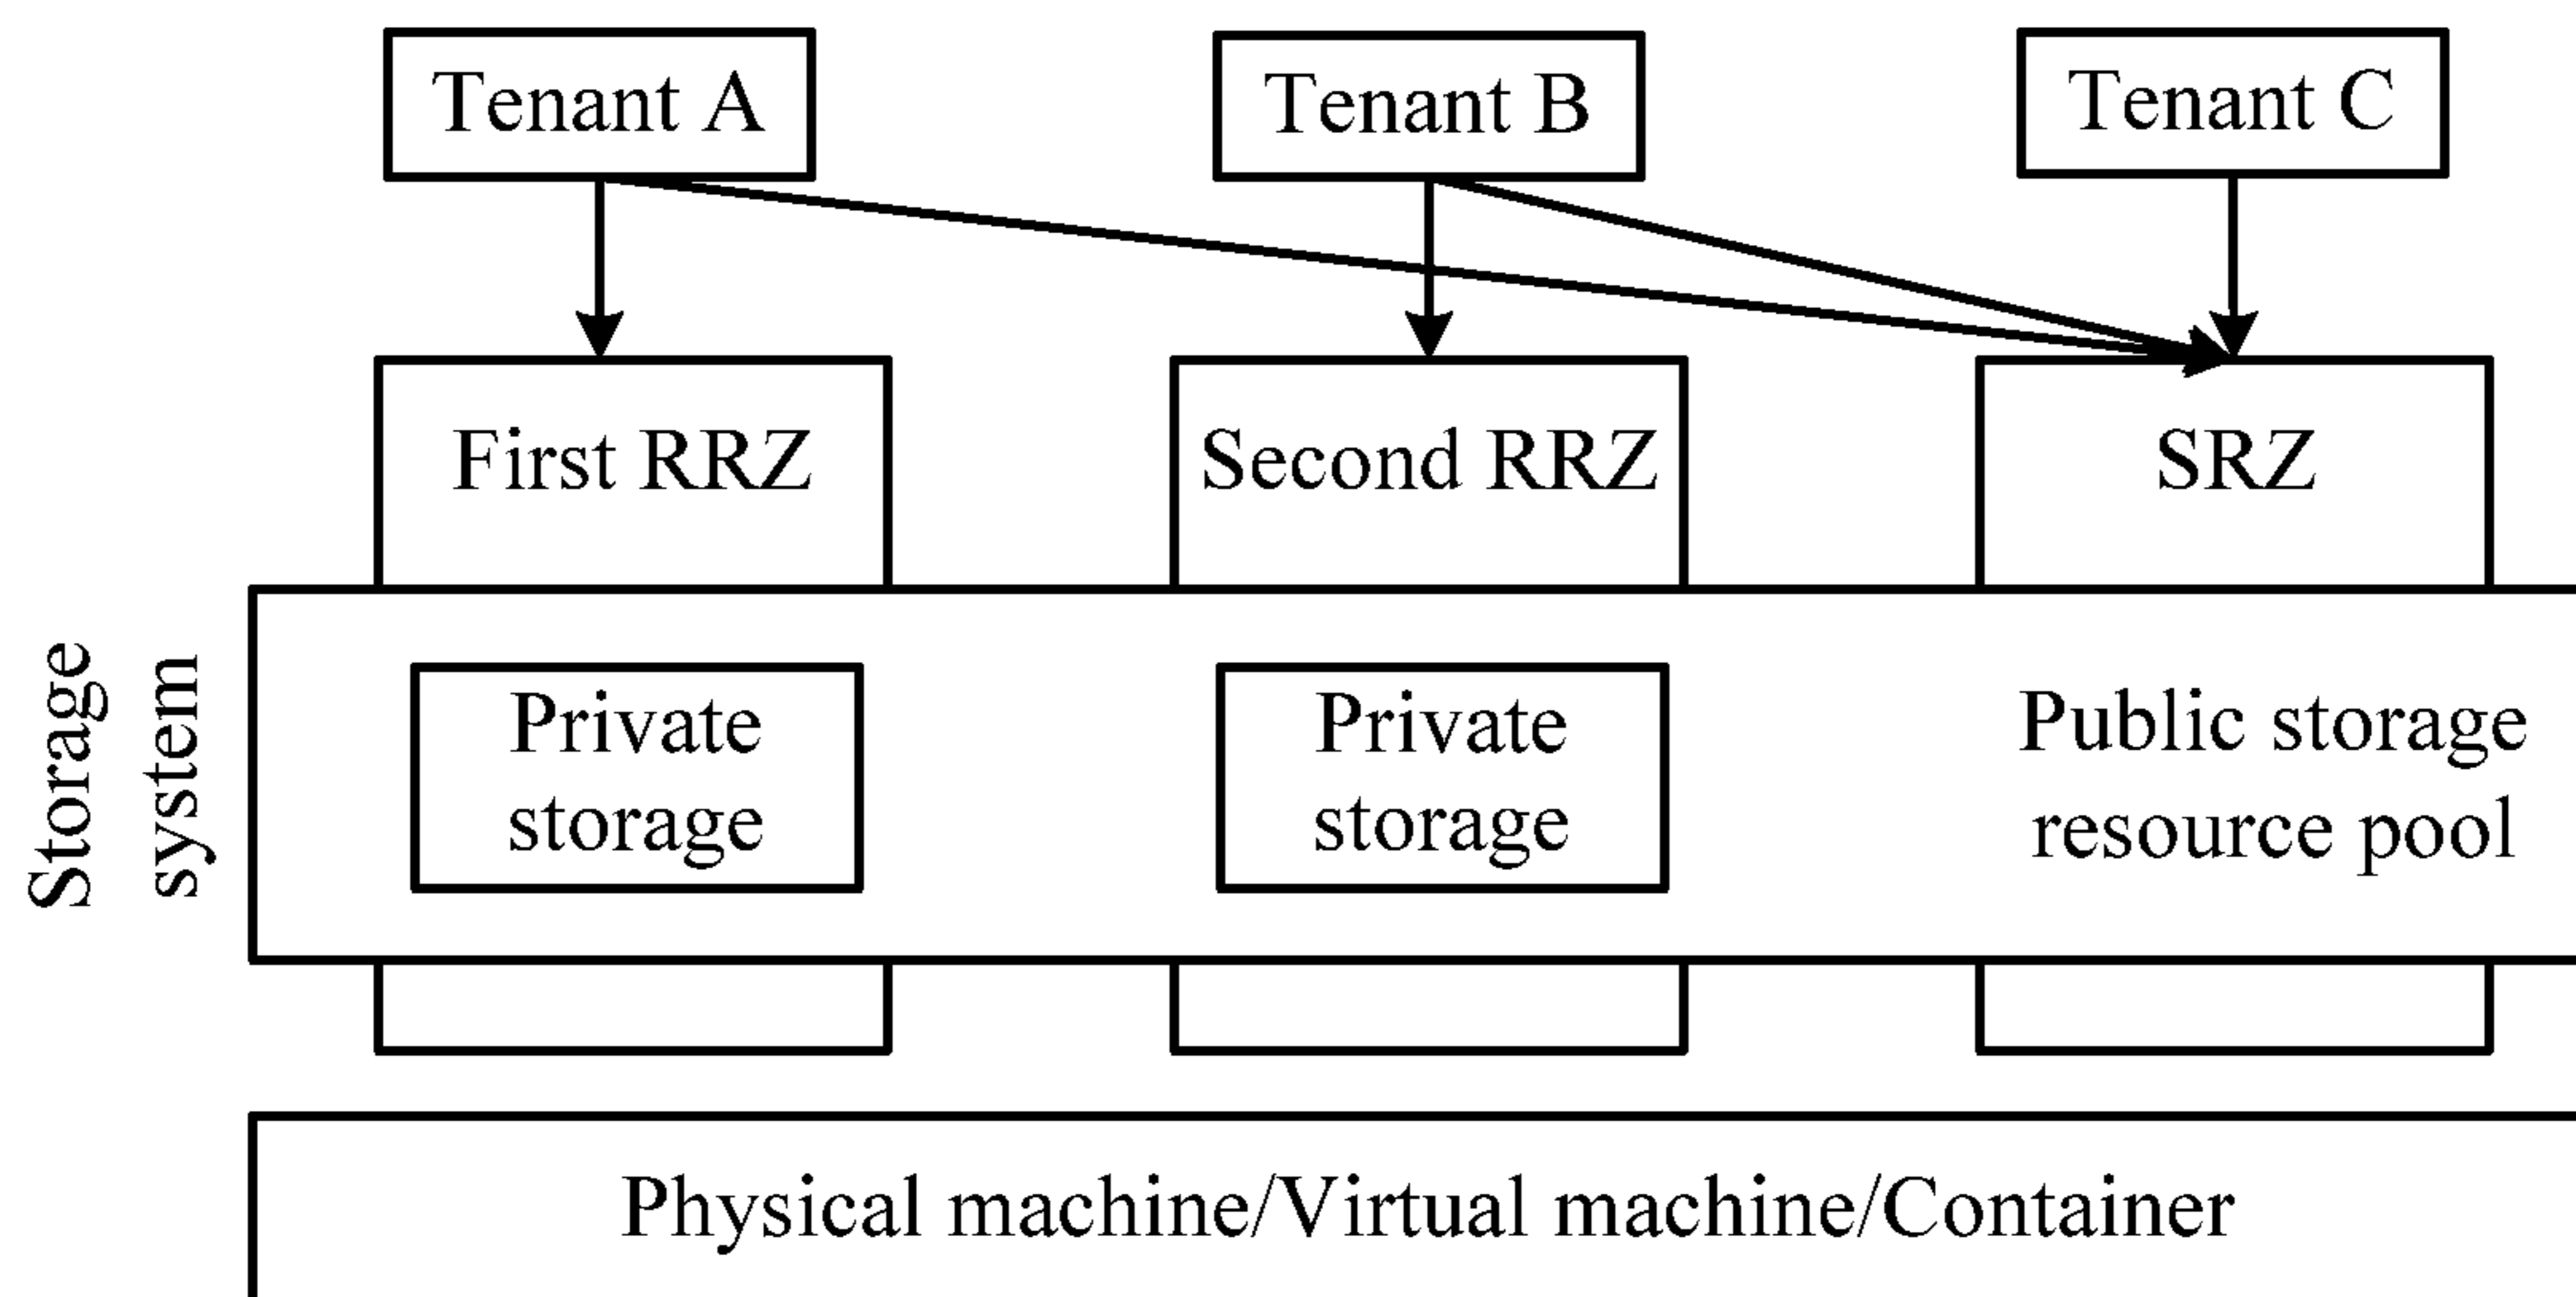 Tenant A
Tenant B
Tenant C
First RRZ
Second RRZ
SRZ
Storage
system
Private
storage
Private
storage
Public storage
resource pool
Physical machine/Virtual machine/Container